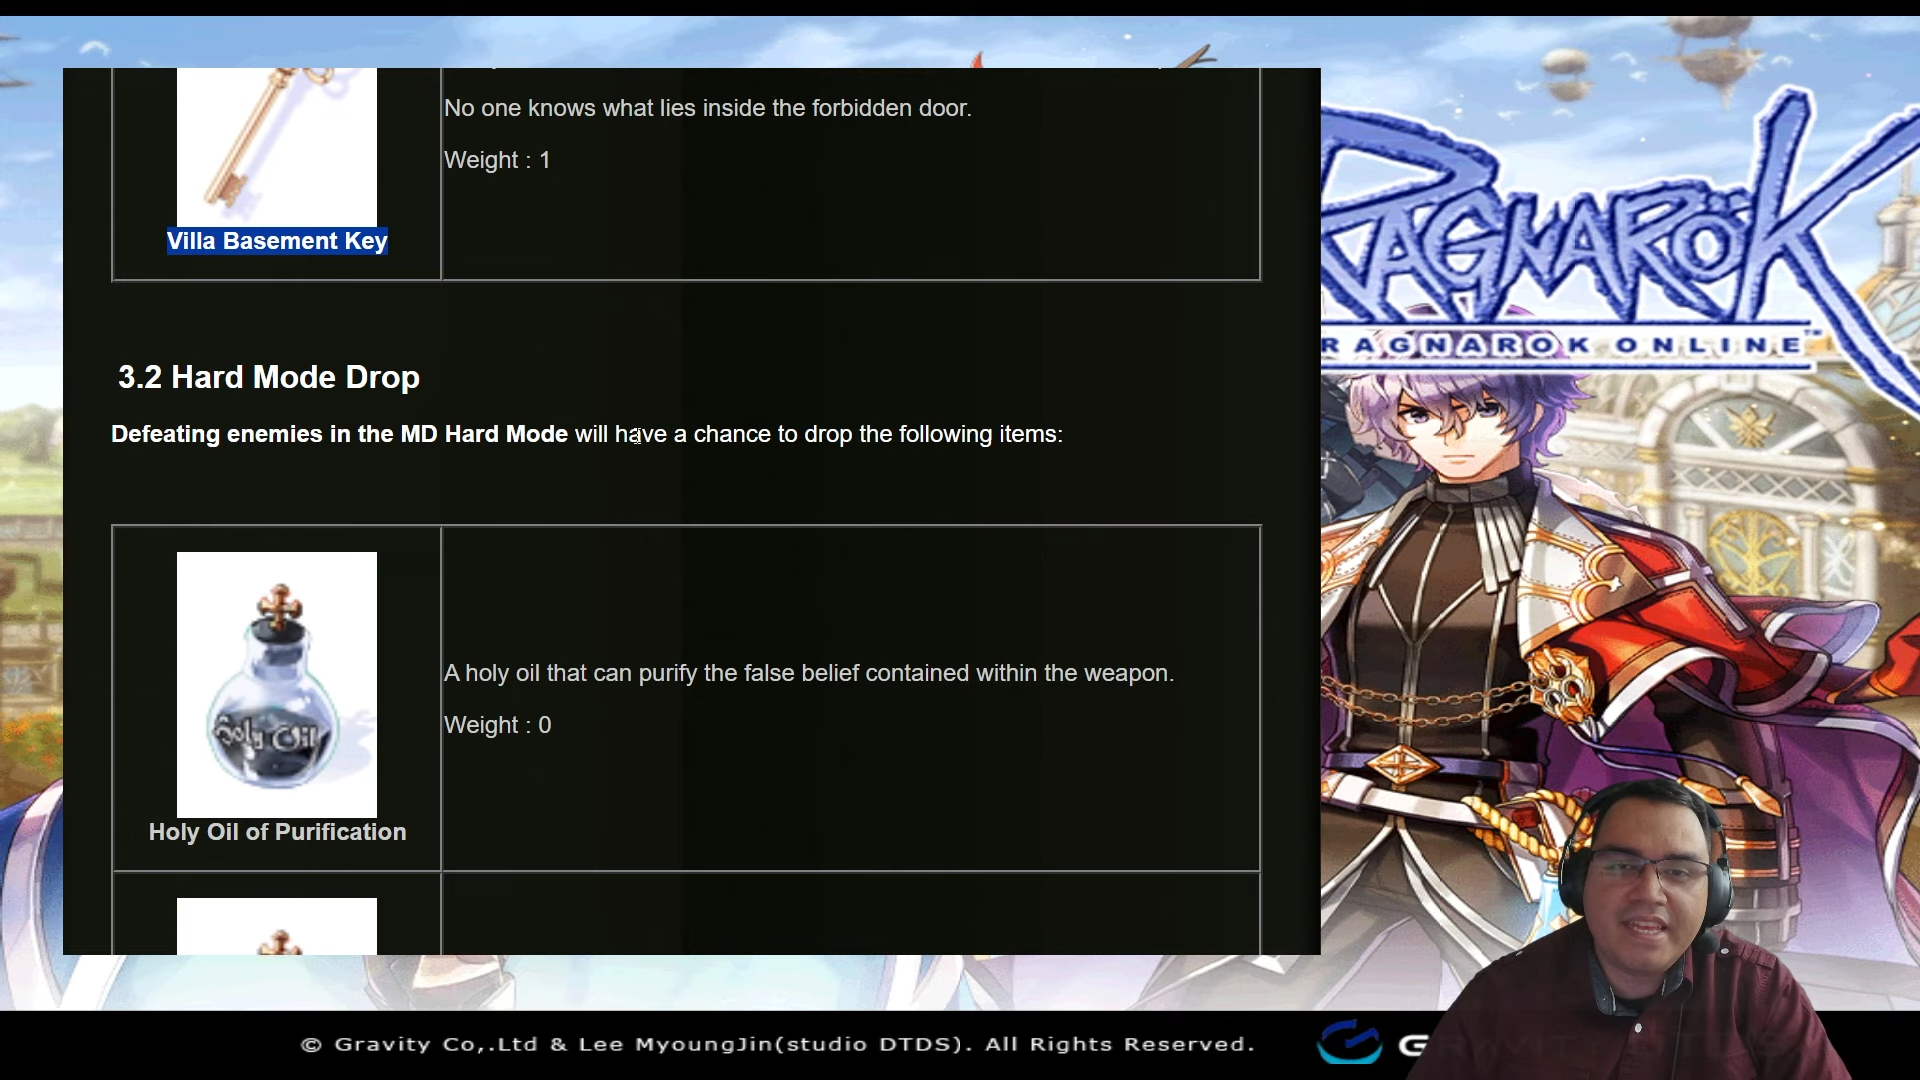 No one knows what lies inside the forbidden door.
Weight : 1
Villa Basement Key
RAGNARÖK
RAGNAROK ONLINE™
3.2 Hard Mode Drop
Defeating enemies in the MD Hard Mode will have a chance to drop the following items:
Holy Oil
A holy oil that can purify the false belief contained within the weapon.
Weight : 0
Holy Oil of Purification
© Gravity Co,.Ltd & Lee MyoungJin(studio DTDS). All Rights Reserved.